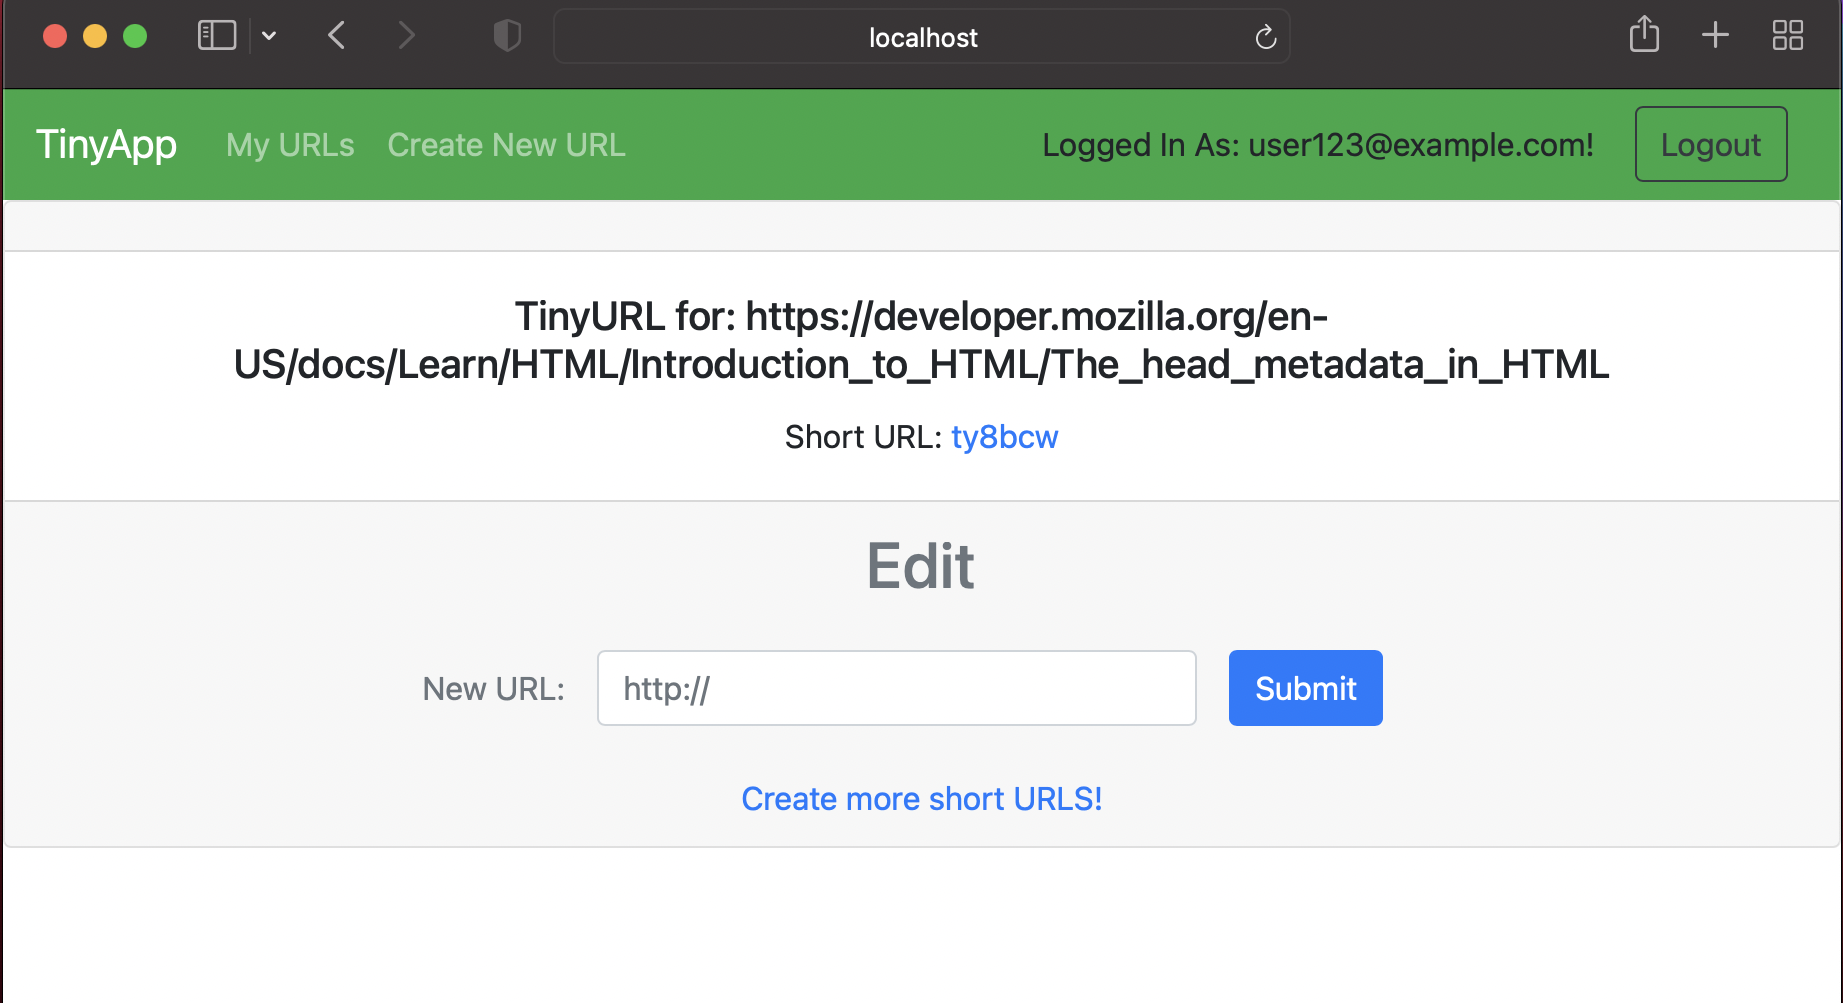 localhost
TinyApp My URLs Create New URL Logged In As: user123@example.com! Logout
TinyURL for: https://developer.mozilla.org/en-
US/docs/Learn/HTML/Introduction_to_HTML/The_head_metadata_in_HTML
Short URL: ty8bcw
Edit
New URL: http:// Submit
Create more short URLS!